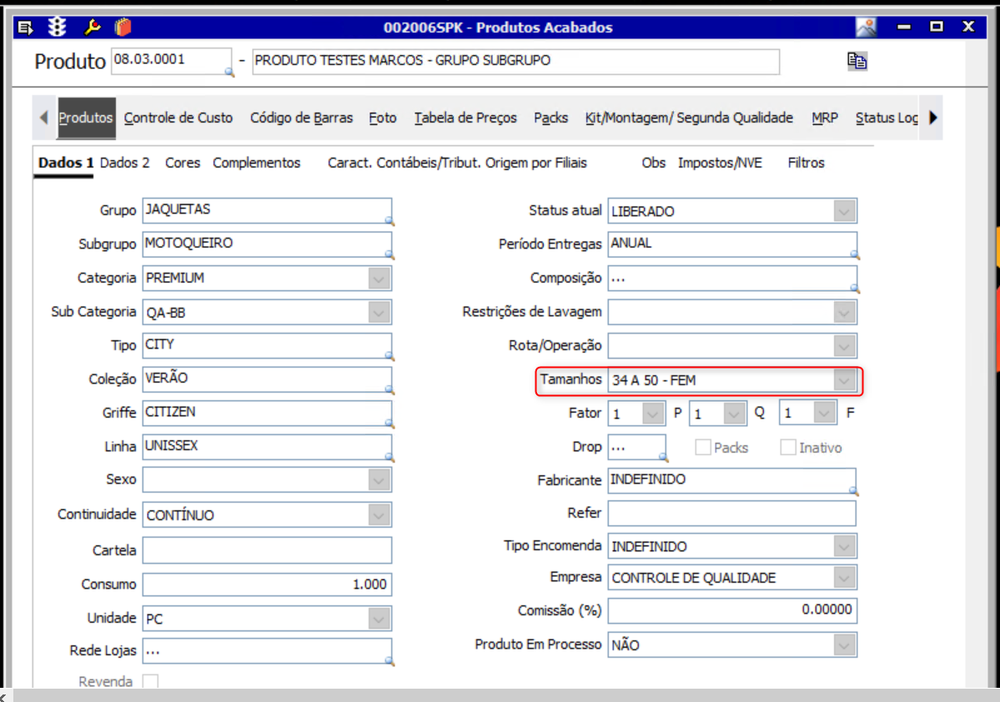 002006SPK - Produtos Acabados
Produto 08.03.0001 - PRODUTO TESTES MARCOS - GRUPO SUBGRUPO
Produtos Controle de Custo Código de Barras Foto Tabela de Preços Packs Kit/Montagem/ Segunda Qualidade MRP Status Log
Dados 1 Dados 2 Cores Complementos Caract. Contábeis/Tribut. Origem por Filiais Obs Impostos/NVE Filtros
Grupo JAQUETAS
Subgrupo MOTOQUEIRO
Categoria PREMIUM
Sub Categoria QA-BB
Tipo CITY
Coleção VERÃO
Griffe CITIZEN
Linha UNISSEX
Sexo
Continuidade CONTÍNUO
Cartela
Consumo 1.000
Unidade PC
Rede Lojas ...
Revenda
Status atual LIBERADO
Período Entregas ANUAL
Composição ...
Restrições de Lavagem
Rota/Operação
Tamanhos 34 A 50 - FEM
Fator 1 P 1 Q 1 F
Drop ... Packs Inativo
Fabricante INDEFINIDO
Refer
Tipo Encomenda INDEFINIDO
Empresa CONTROLE DE QUALIDADE
Comissão (%) 0.00000
Produto Em Processo NÃO